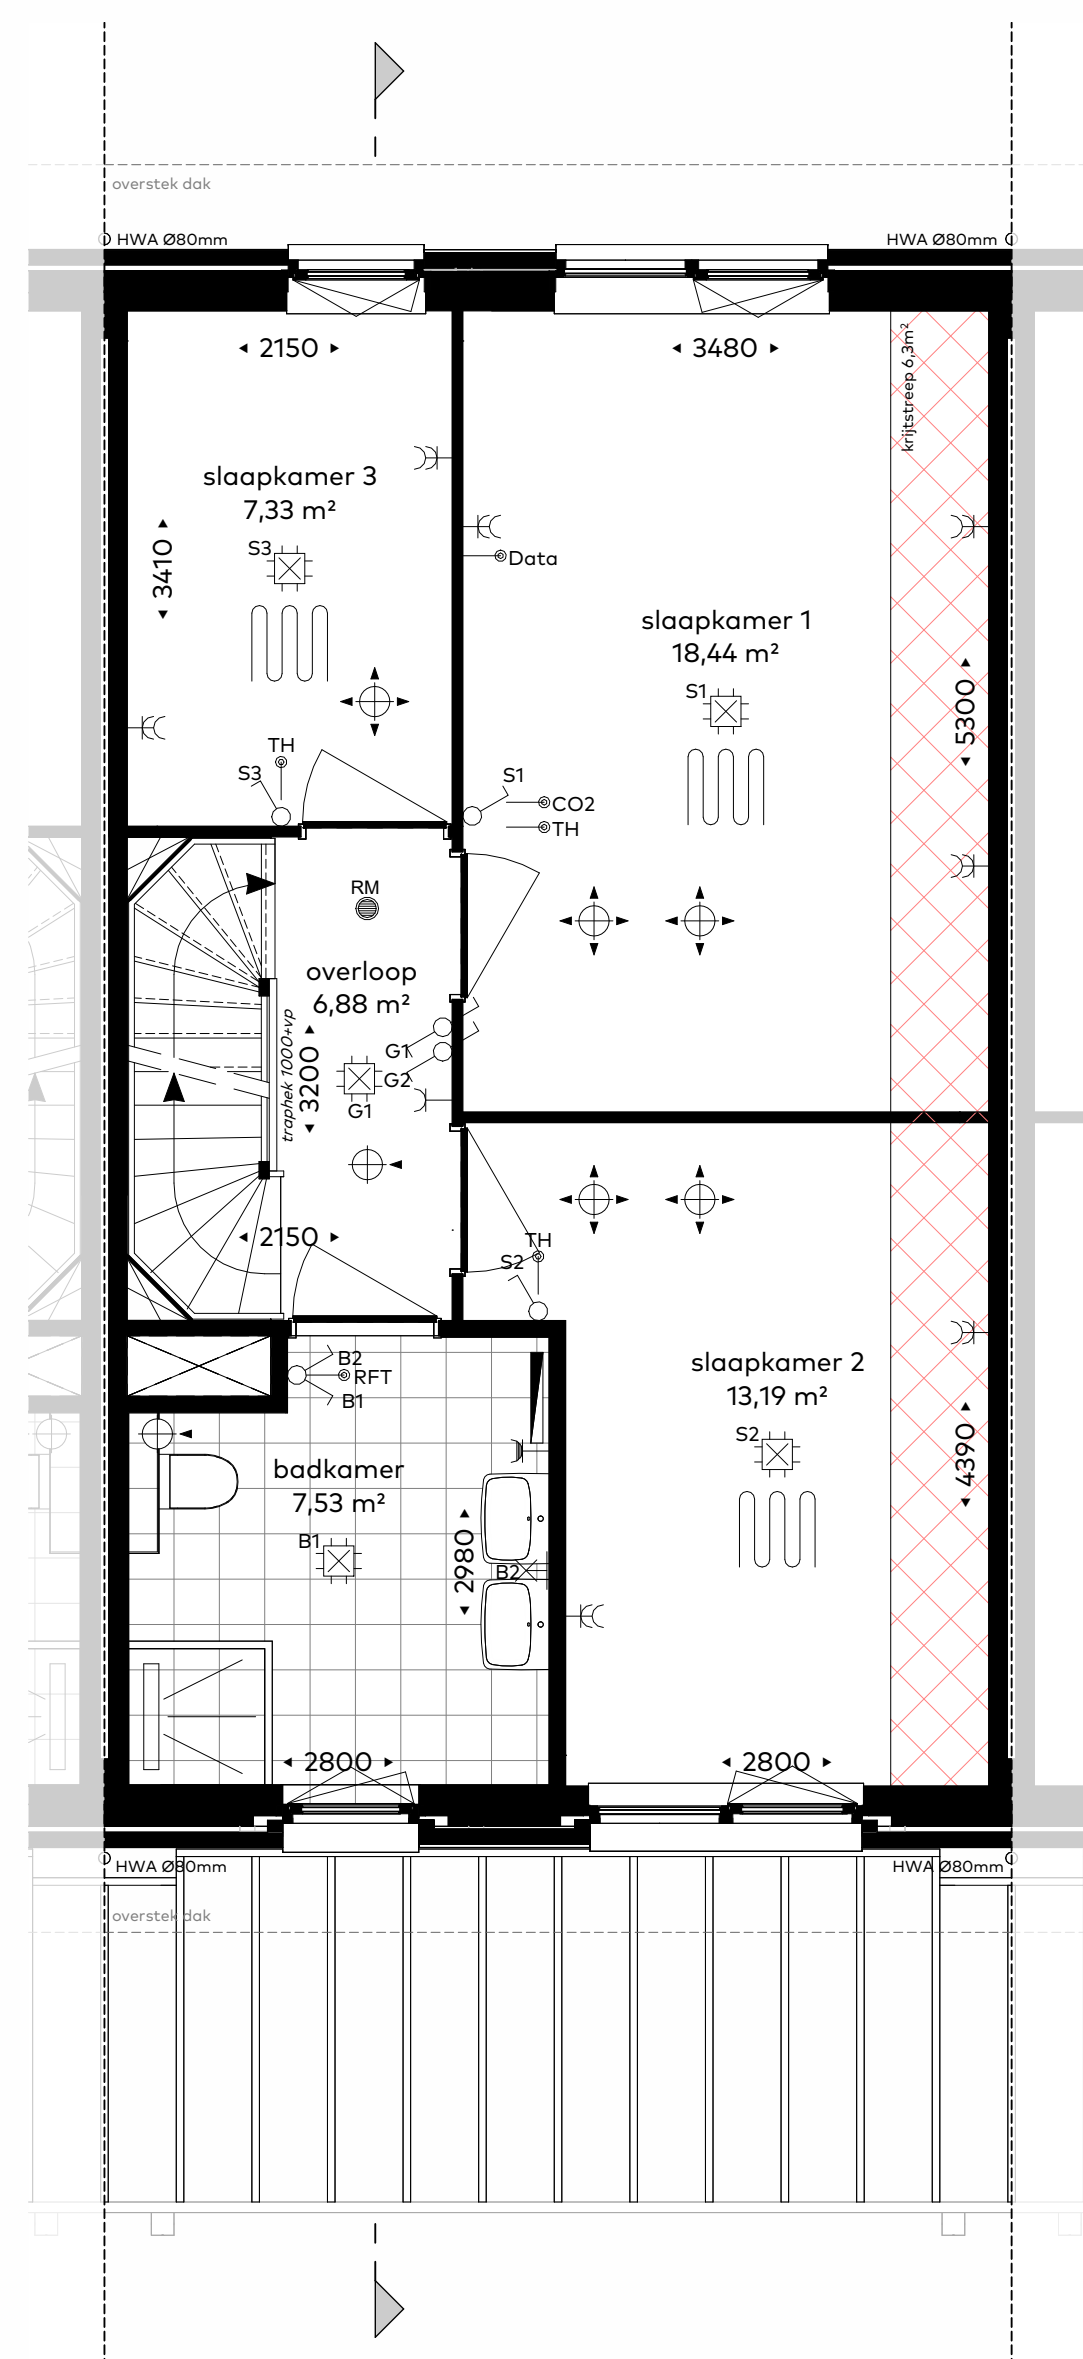 overstek dak
HWA Ø80mm
HWA Ø80mm
2150
3480
krijtstreep 6,3m²
slaapkamer 3
7,33 m²
S3
3410
Data
slaapkamer 1
18,44 m²
S1
5300
TH
S3
S1
CO2
TH
RM
overloop
6,88 m²
traphek 1000+vp
3200
G1
G2
G1
2150
TH
S2
B2
RFT
B1
slaapkamer 2
13,19 m²
S2
4390
badkamer
7,53 m²
B1
2980
B2
2800
2800
HWA Ø80mm
HWA Ø80mm
overstek dak